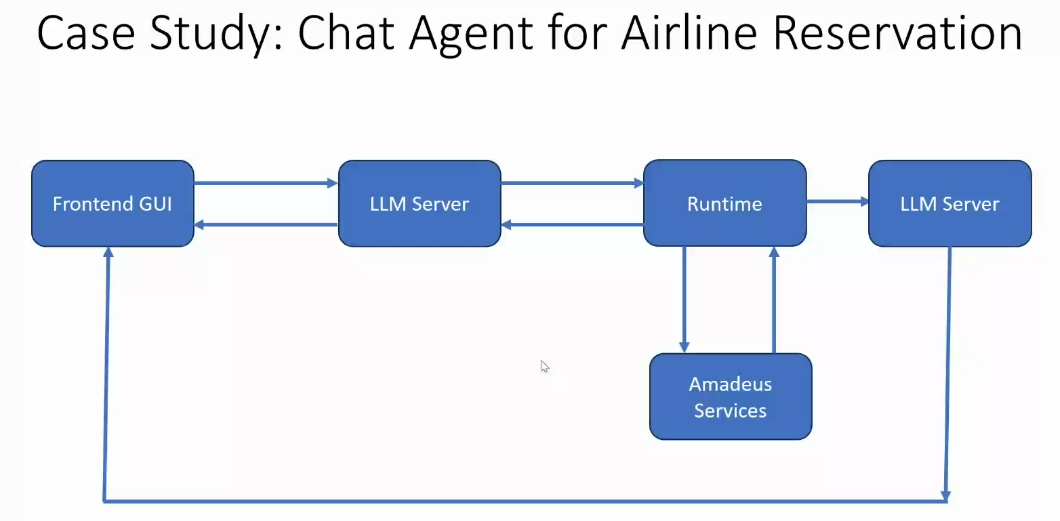 Case Study: Chat Agent for Airline Reservation
Frontend GUI
LLM Server
Runtime
LLM Server
Amadeus
Services